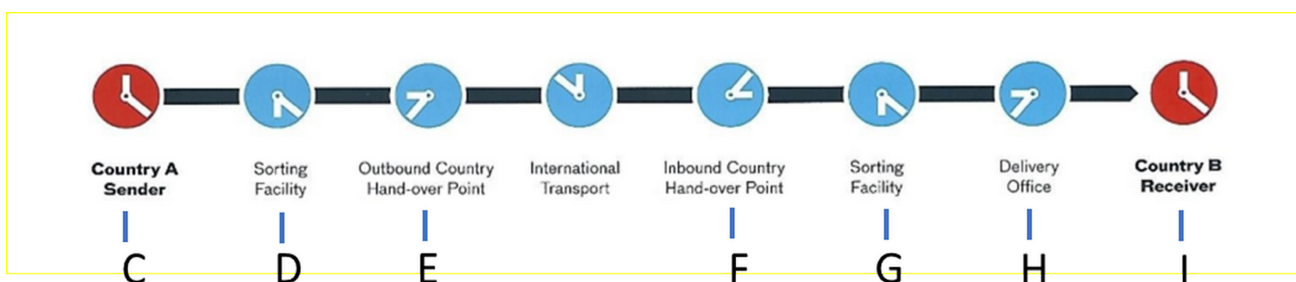 Country A
Sender
Sorting
Facility
Outbound Country
Hand-over Point
International
Transport
Inbound Country
Hand-over Point
Sorting
Facility
Delivery
Office
Country B
Receiver
C
D
E
F
G
H
I